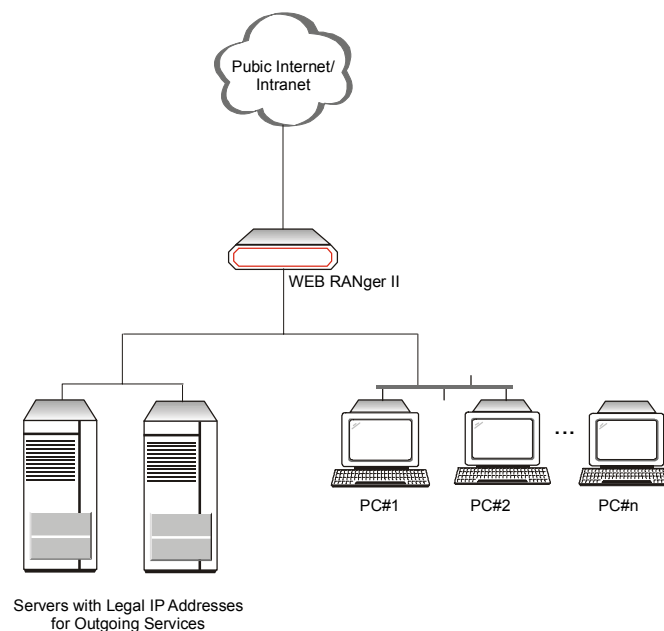 Pubic Internet/
Intranet
WEB RANger II
...
PC#1
PC#2
PC#n
Servers with Legal IP Addresses
for Outgoing Services